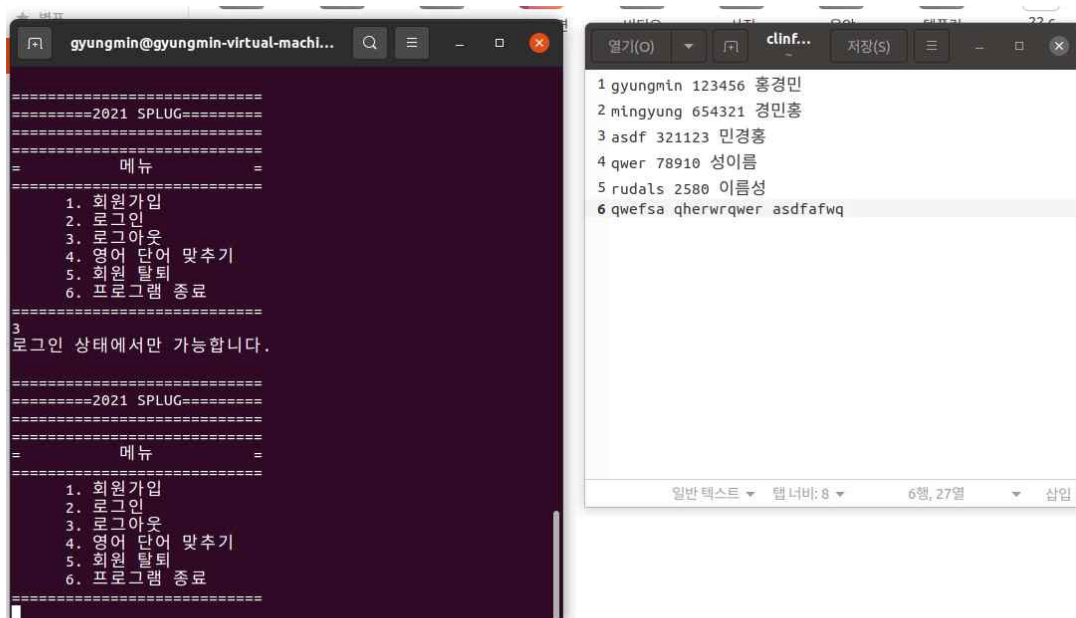 gyungmin@gyungmin-virtual-machi...
============================
=========2021 SPLUG=========
============================
============================
= 메뉴 =
============================
1. 회원가입
2. 로그인
3. 로그아웃
4. 영어 단어 맞추기
5. 회원 탈퇴
6. 프로그램 종료
============================
3
로그인 상태에서만 가능합니다.
============================
=========2021 SPLUG=========
============================
============================
= 메뉴 =
============================
1. 회원가입
2. 로그인
3. 로그아웃
4. 영어 단어 맞추기
5. 회원 탈퇴
6. 프로그램 종료
============================
열기(O) clinf... 저장(S)
~
1 gyungmin 123456 홍경민
2 mingyung 654321 경민홍
3 asdf 321123 민경홍
4 qwer 78910 성이름
5 rudals 2580 이름성
6 qwefsa qherwrqwer asdfafwq
일반 텍스트 탭 너비: 8 6행, 27열 삽입